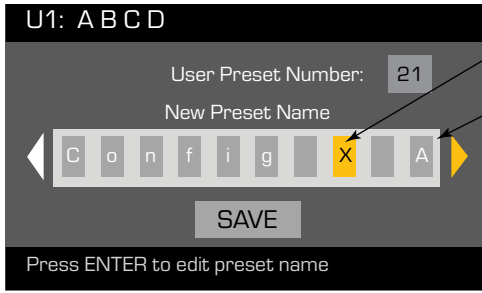 U1: A B C D
User Preset Number: 21
New Preset Name
C o n f i g X A
SAVE
Press ENTER to edit preset name